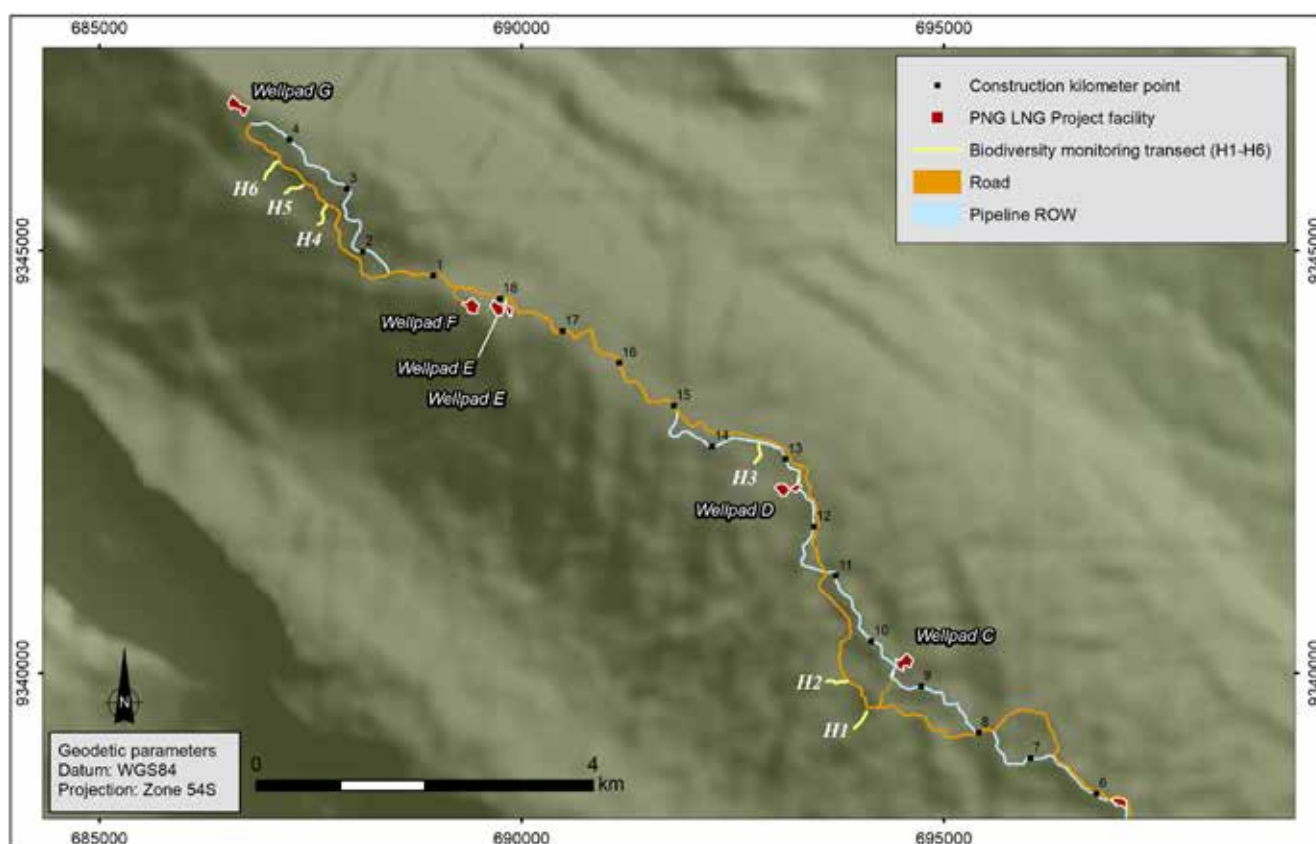 685000
690000
695000
Wellpad G
4
3
H6
H5
H4
2
1
18
Wellpad F
17
Wellpad E
16
Wellpad E
15
14
13
H3
Wellpad D
12
11
10
Wellpad C
9
H2
H1
8
7
6
Construction kilometer point
PNG LNG Project facility
Biodiversity monitoring transect (H1-H6)
Road
Pipeline ROW
9345000
9345000
9340000
9340000
N
Geodetic parameters
Datum: WGS84
Projection: Zone 54S
0
4
km
685000
690000
695000